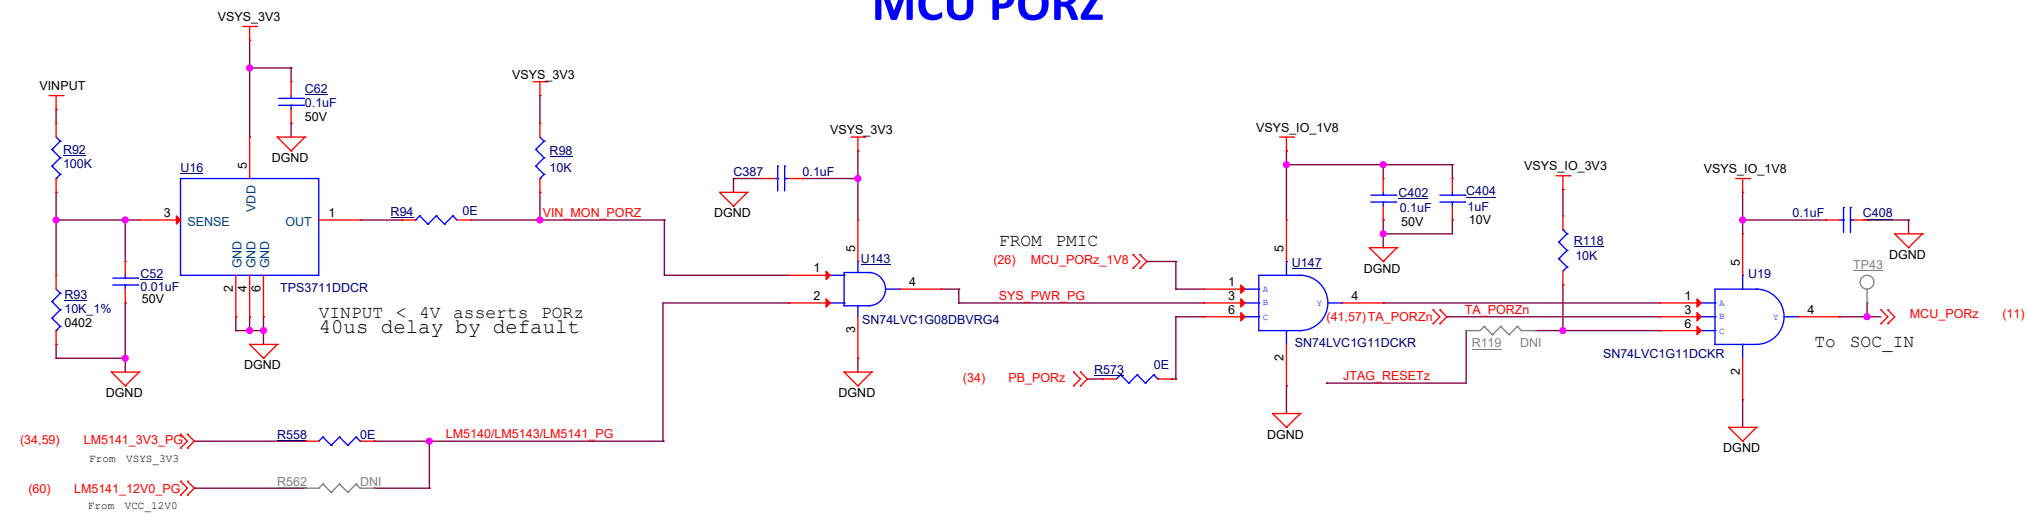 MCU PORZ
VSYS_3V3
VINPUT
C62
0.1uF
50V
DGND
R92
100K
U16
5
VDD
3
SENSE
OUT
1
GND
GND
GND
2
4
6
TPS3711DDCR
C52
0.01uF
50V
R93
10K_1%
0402
DGND
DGND
VINPUT < 4V asserts PORz
40us delay by default
R94
0E
VSYS_3V3
R98
10K
VIN_MON_PORZ
VSYS_3V3
C387
0.1uF
DGND
5
U143
1
2
4
3
SN74LVC1G08DBVRG4
DGND
(34,59)
LM5141_3V3_PG
From VSYS_3V3
R558
0E
LM5140/LM5143/LM5141_PG
(60)
LM5141_12V0_PG
From VCC_12V0
R562
DNI
FROM PMIC
(26)
MCU_PORz_1V8
SYS_PWR_PG
(34)
PB_PORz
R573
0E
VSYS_IO_1V8
C402
0.1uF
50V
C404
1uF
10V
DGND
5
U147
1
3
6
A
B
C
Y
4
2
SN74LVC1G11DCKR
DGND
(41,57)
TA_PORZn
TA_PORZn
JTAG_RESETz
R119
DNI
VSYS_IO_3V3
R118
10K
VSYS_IO_1V8
0.1uF
C408
DGND
5
U19
1
3
6
A
B
C
Y
4
2
SN74LVC1G11DCKR
DGND
TP43
MCU_PORz
(11)
To SOC_IN